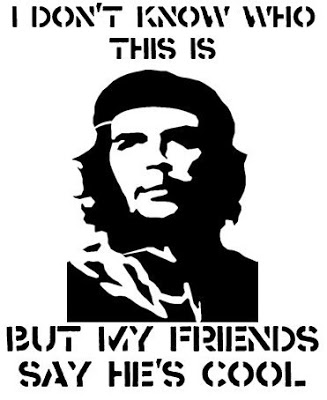 I DON'T KNOW WHO
THIS IS
BUT MY FRIENDS
SAY HE'S COOL